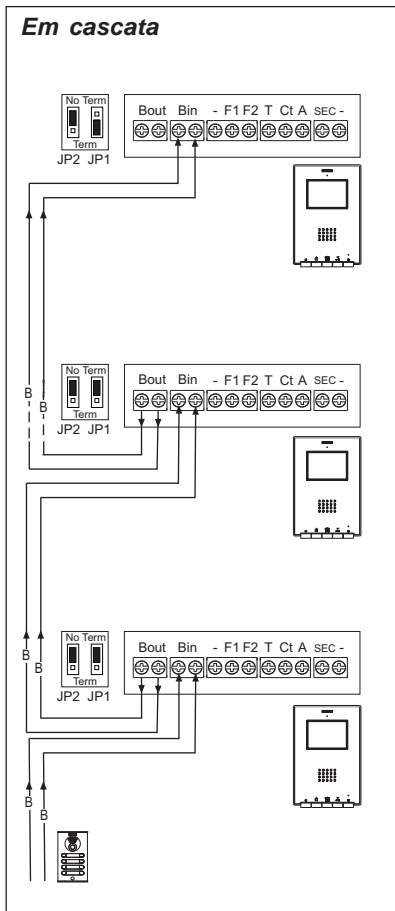 Em cascata
No Term
Term
JP2 JP1
Bout Bin - F1 F2 T Ct A SEC -
B
B
No Term
Term
JP2 JP1
Bout Bin - F1 F2 T Ct A SEC -
B
B
No Term
Term
JP2 JP1
Bout Bin - F1 F2 T Ct A SEC -
B
B